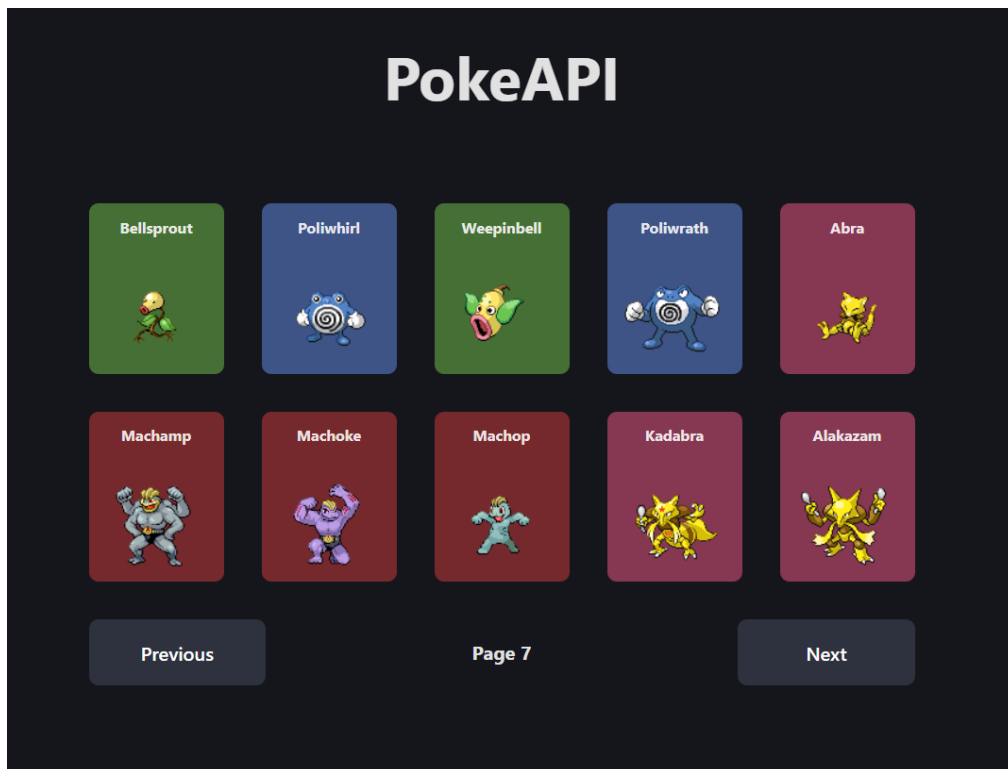 PokeAPI
Bellsprout
Poliwhirl
Weepinbell
Poliwrath
Abra
Machamp
Machoke
Machop
Kadabra
Alakazam
Previous
Page 7
Next